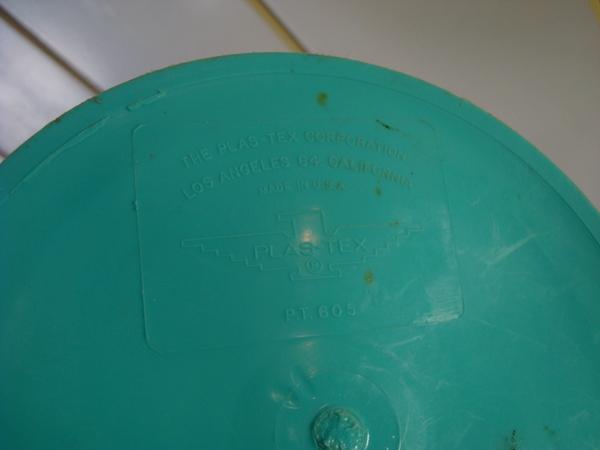 THE PLAS-TEX CORPORATION
LOS ANGELES 64 CALIFORNIA
MADE IN U.S.A.
PLAS-TEX
®
P.T. 605